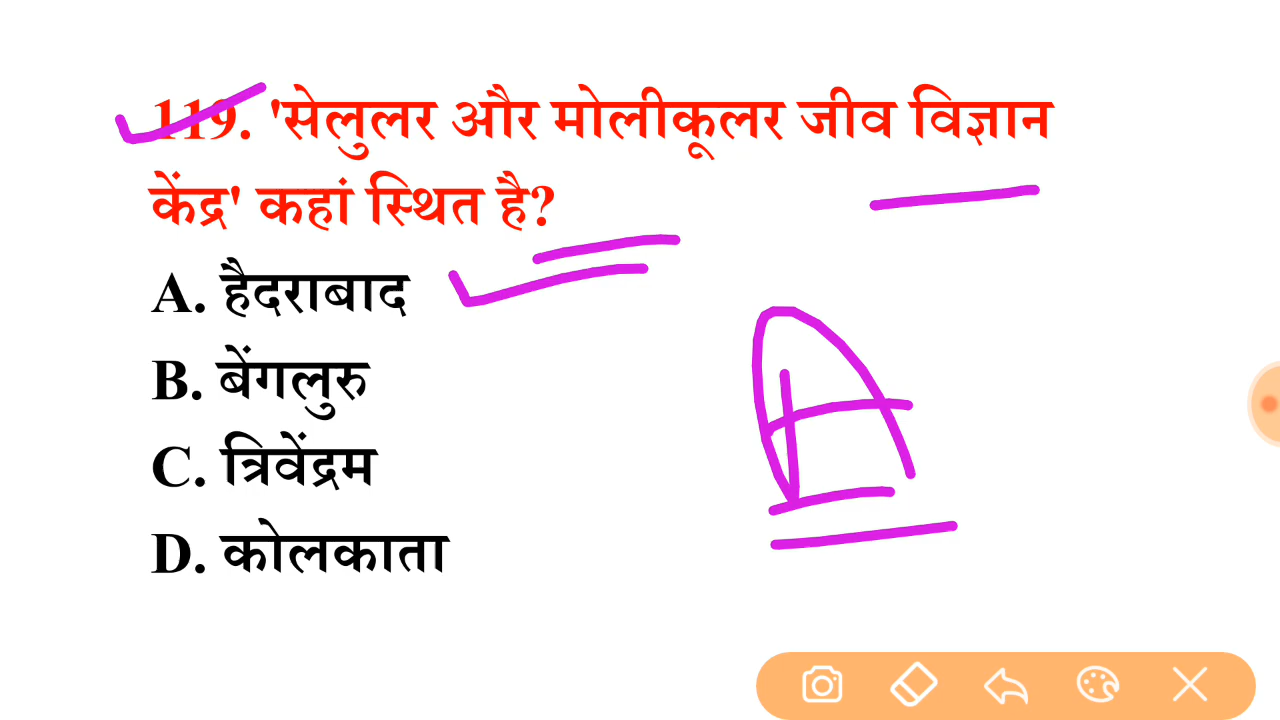 119. 'सेलुलर और मोलीकूलर जीव विज्ञान
केंद्र' कहां स्थित है?
A. हैदराबाद
B. बेंगलुरु
C. त्रिवेंद्रम
D. कोलकाता
A